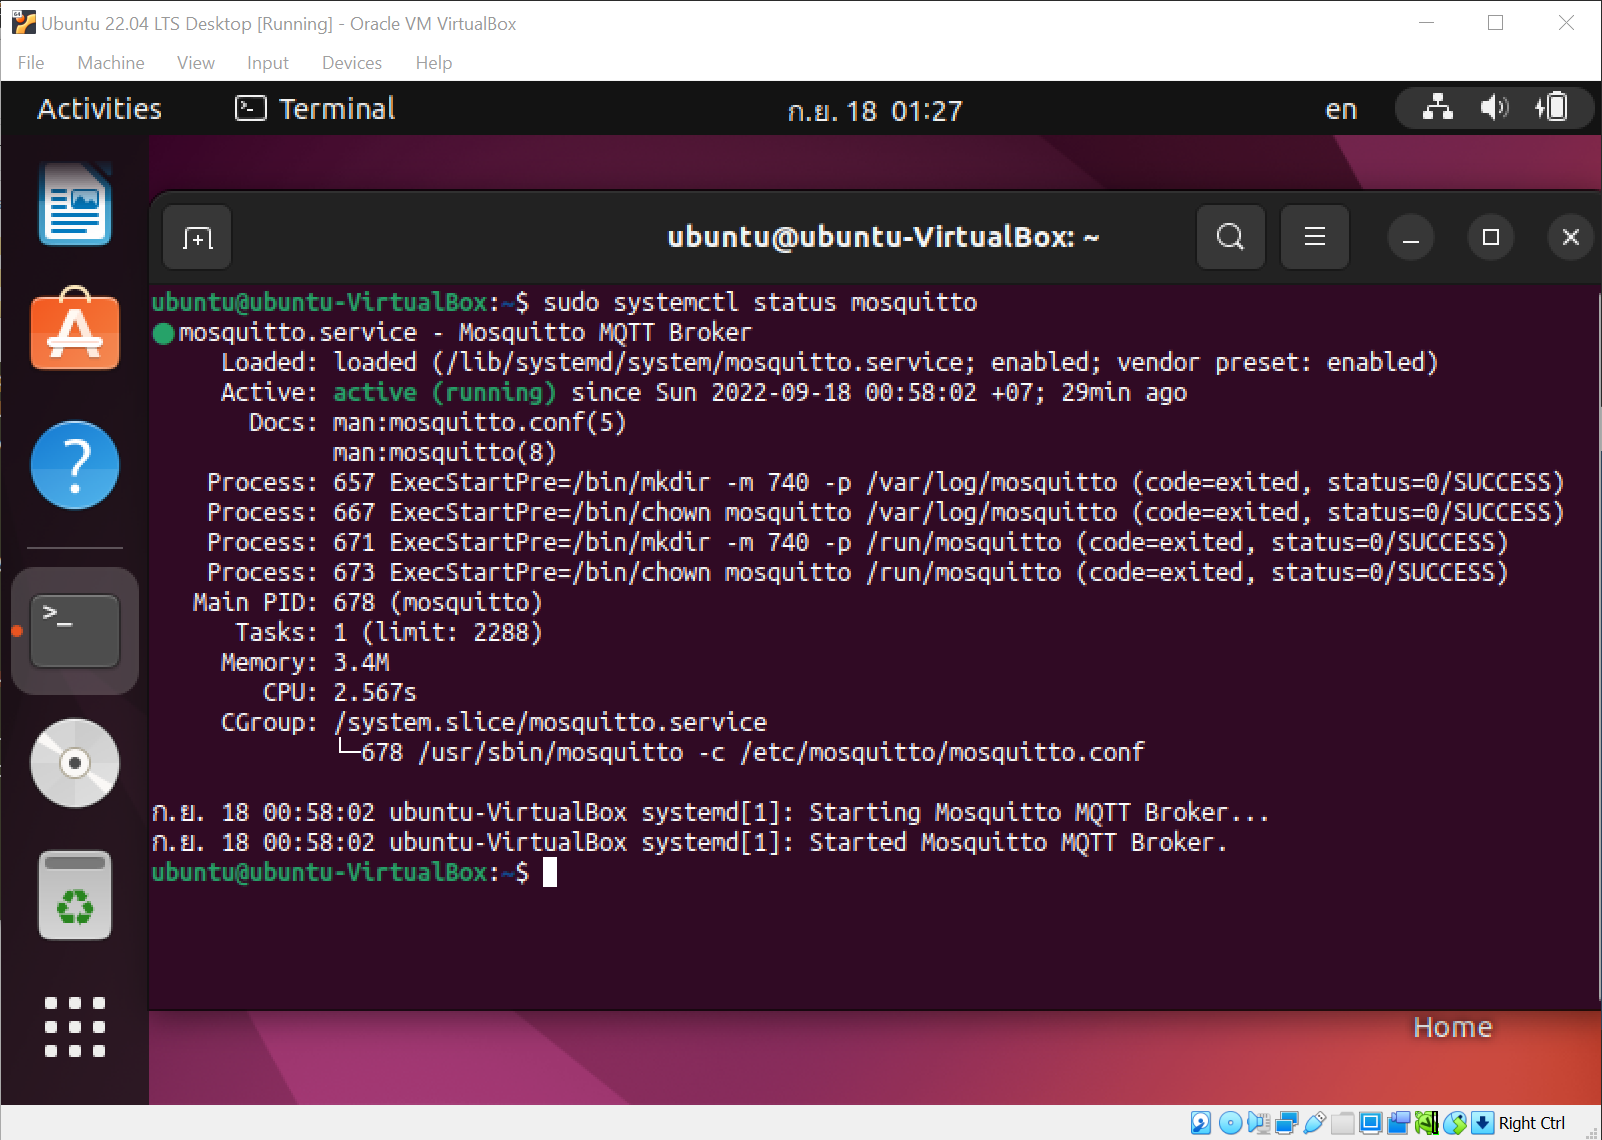 Ubuntu 22.04 LTS Desktop [Running] - Oracle VM VirtualBox
File Machine View Input Devices Help
Activities Terminal ก.ย. 18 01:27 en
ubuntu@ubuntu-VirtualBox: ~
ubuntu@ubuntu-VirtualBox:~$ sudo systemctl status mosquitto
● mosquitto.service - Mosquitto MQTT Broker
Loaded: loaded (/lib/systemd/system/mosquitto.service; enabled; vendor preset: enabled)
Active: active (running) since Sun 2022-09-18 00:58:02 +07; 29min ago
Docs: man:mosquitto.conf(5)
man:mosquitto(8)
Process: 657 ExecStartPre=/bin/mkdir -m 740 -p /var/log/mosquitto (code=exited, status=0/SUCCESS)
Process: 667 ExecStartPre=/bin/chown mosquitto /var/log/mosquitto (code=exited, status=0/SUCCESS)
Process: 671 ExecStartPre=/bin/mkdir -m 740 -p /run/mosquitto (code=exited, status=0/SUCCESS)
Process: 673 ExecStartPre=/bin/chown mosquitto /run/mosquitto (code=exited, status=0/SUCCESS)
Main PID: 678 (mosquitto)
Tasks: 1 (limit: 2288)
Memory: 3.4M
CPU: 2.567s
CGroup: /system.slice/mosquitto.service
└─678 /usr/sbin/mosquitto -c /etc/mosquitto/mosquitto.conf
ก.ย. 18 00:58:02 ubuntu-VirtualBox systemd[1]: Starting Mosquitto MQTT Broker...
ก.ย. 18 00:58:02 ubuntu-VirtualBox systemd[1]: Started Mosquitto MQTT Broker.
ubuntu@ubuntu-VirtualBox:~$
Home
Right Ctrl